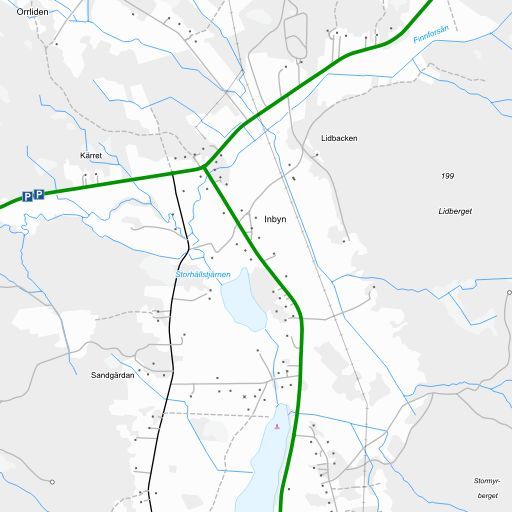 Orrliden
Finnforsån
Lidbacken
Kärret
199
P P
Lidberget
Inbyn
Storhällstjärnen
Sandgärdan
Stormyr-
berget